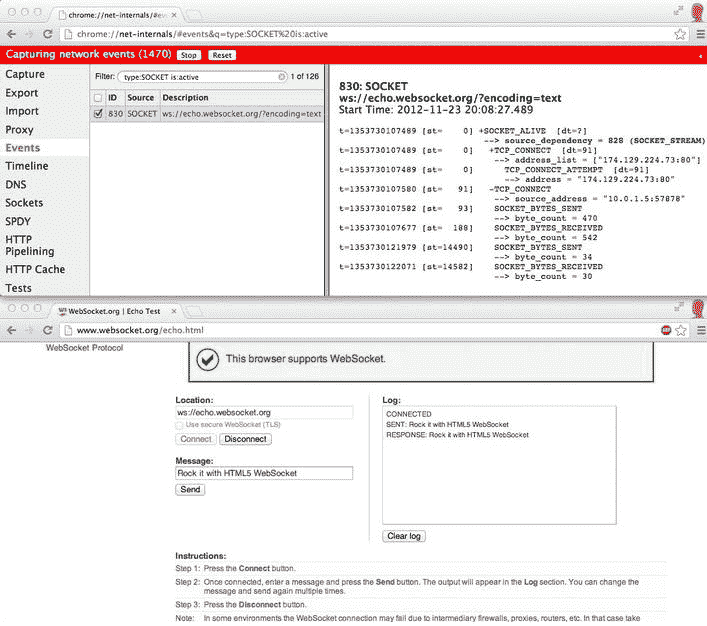 chrome://net-internals/#e
chrome://net-internals/#events&q=type:SOCKET%20is:active
Capturing network events (1470) Stop Reset
Capture
Export
Import
Proxy
Events
Timeline
DNS
Sockets
SPDY
HTTP
Pipelining
HTTP Cache
Tests
Filter: type:SOCKET is:active 1 of 126
ID Source Description
830 SOCKET ws://echo.websocket.org/?encoding=text
830: SOCKET
ws://echo.websocket.org/?encoding=text
Start Time: 2012-11-23 20:08:27.489
t=1353730107489 [st= 0] +SOCKET_ALIVE [dt=?]
--> source_dependency = 828 (SOCKET_STREAM)
t=1353730107489 [st= 0] +TCP_CONNECT [dt=91]
--> address_list = ["174.129.224.73:80"]
t=1353730107489 [st= 0] TCP_CONNECT_ATTEMPT [dt=91]
--> address = "174.129.224.73:80"
t=1353730107580 [st= 91] -TCP_CONNECT
--> source_address = "10.0.1.5:57878"
t=1353730107582 [st= 93] SOCKET_BYTES_SENT
--> byte_count = 470
t=1353730107677 [st= 188] SOCKET_BYTES_RECEIVED
--> byte_count = 542
t=1353730121979 [st=14490] SOCKET_BYTES_SENT
--> byte_count = 34
t=1353730122071 [st=14582] SOCKET_BYTES_RECEIVED
--> byte_count = 30
WebSocket.org | Echo Test
www.websocket.org/echo.html
WebSocket Protocol
This browser supports WebSocket.
Location:
ws://echo.websocket.org
Use secure WebSocket (TLS)
Connect Disconnect
Message:
Rock it with HTML5 WebSocket
Send
Log:
CONNECTED
SENT: Rock it with HTML5 WebSocket
RESPONSE: Rock it with HTML5 WebSocket
Clear log
Instructions:
Step 1: Press the Connect button.
Step 2: Once connected, enter a message and press the Send button. The output will appear in the Log section. You can change the
message and send again multiple times.
Step 3: Press the Disconnect button.
Note: In some environments the WebSocket connection may fail due to intermediary firewalls, proxies, routers, etc. In that case take